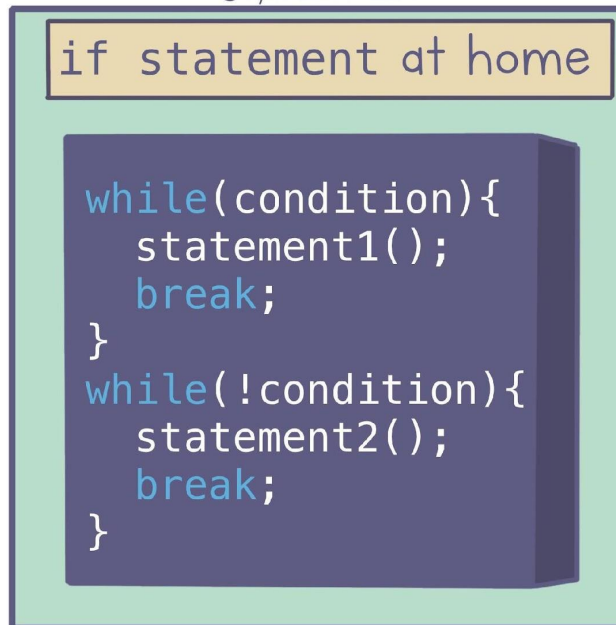 if statement at home
while(condition){
  statement1();
  break;
}
while(!condition){
  statement2();
  break;
}